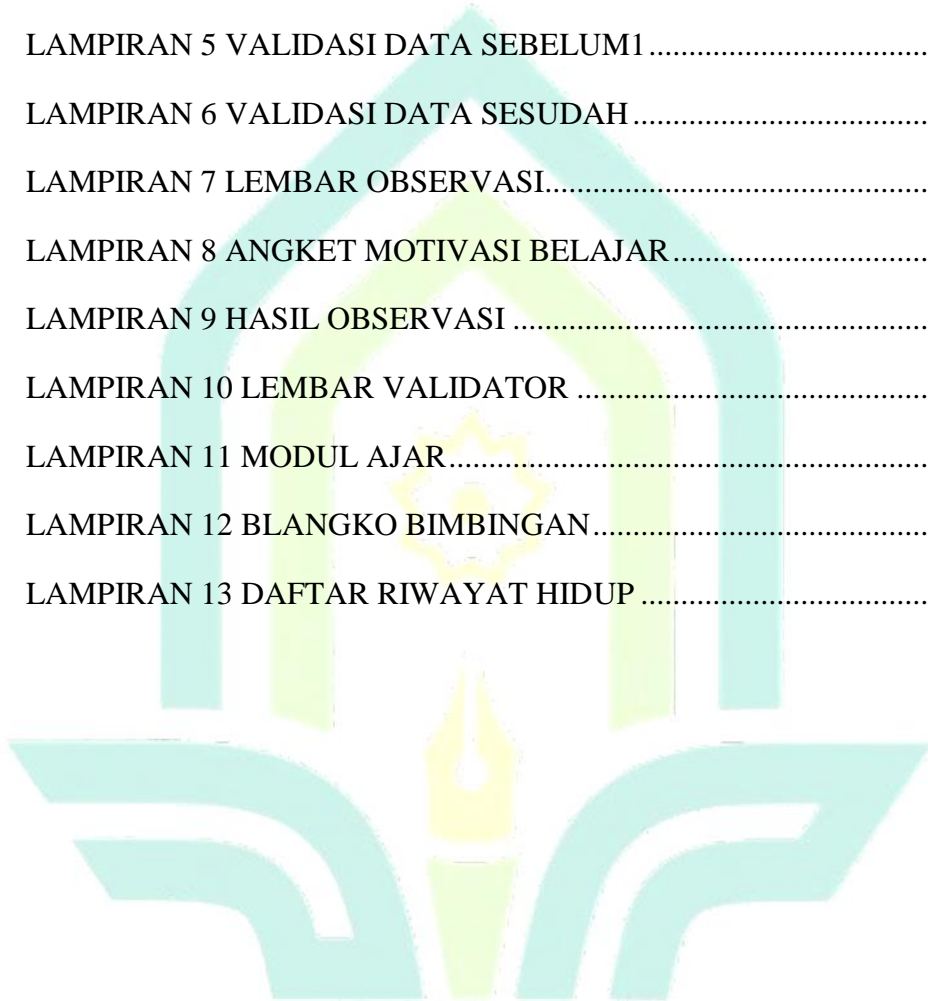 LAMPIRAN 5 VALIDASI DATA SEBELUM1...................................
LAMPIRAN 6 VALIDASI DATA SESUDAH.....................................
LAMPIRAN 7 LEMBAR OBSERVASI................................................
LAMPIRAN 8 ANGKET MOTIVASI BELAJAR................................
LAMPIRAN 9 HASIL OBSERVASI ....................................................
LAMPIRAN 10 LEMBAR VALIDATOR ............................................
LAMPIRAN 11 MODUL AJAR............................................................
LAMPIRAN 12 BLANGKO BIMBINGAN..........................................
LAMPIRAN 13 DAFTAR RIWAYAT HIDUP ....................................